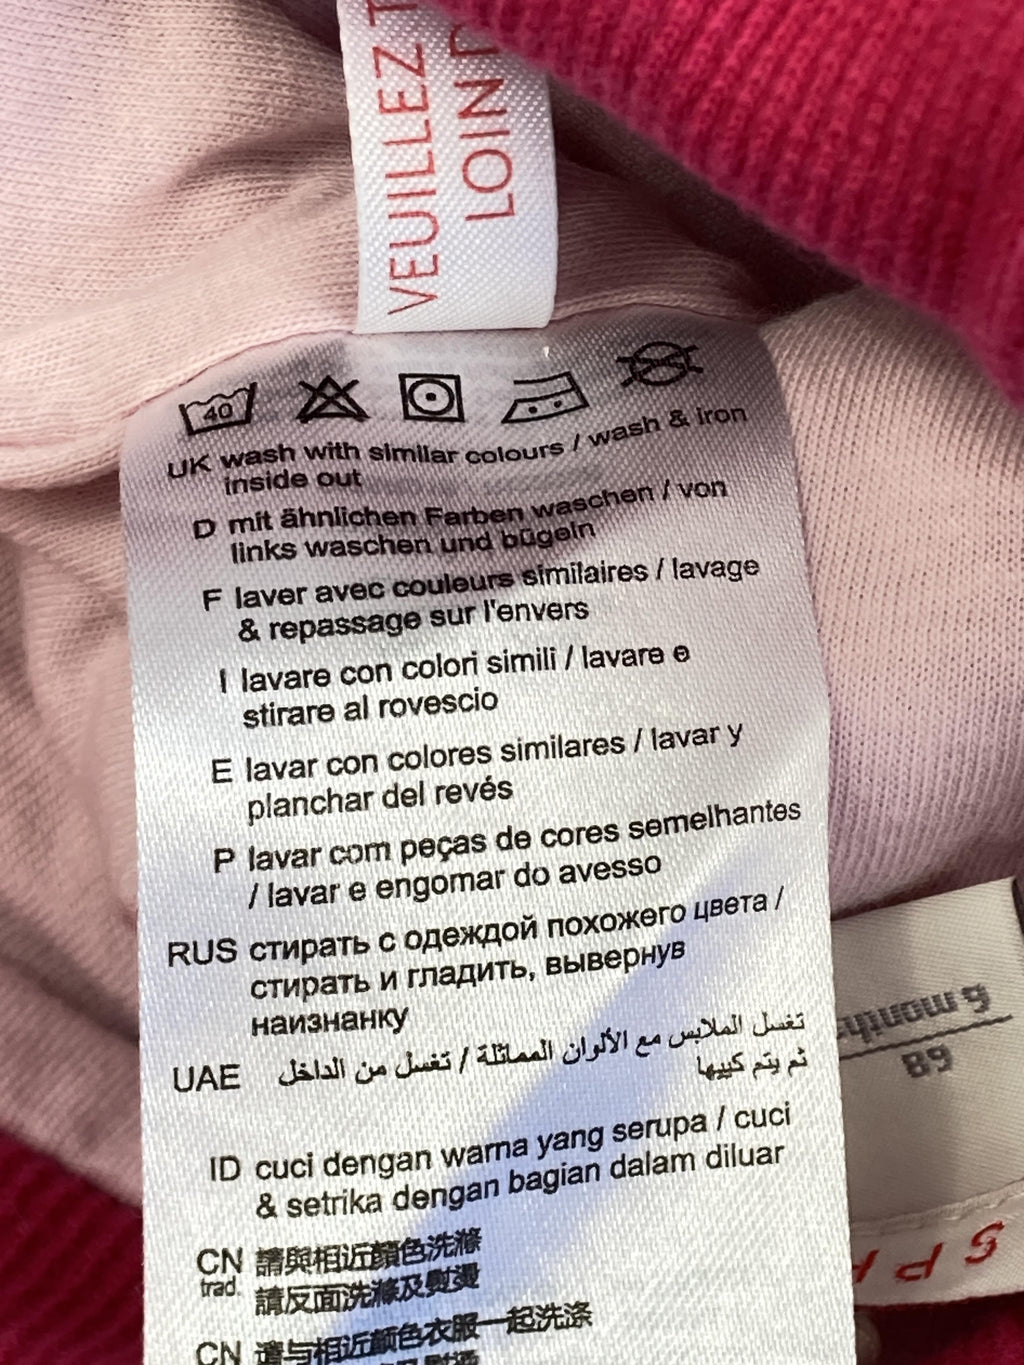 VEUILLEZ
LOIN
40
UK wash with similar colours / wash & iron
inside out
D mit ähnlichen Farben waschen / von
links waschen und bügeln
F laver avec couleurs similaires / lavage
& repassage sur l'envers
I lavare con colori simili / lavare e
stirare al rovescio
E lavar con colores similares / lavar y
planchar del revés
P lavar com peças de cores semelhantes
/ lavar e engomar do avesso
RUS стирать с одеждой похожего цвета /
стирать и гладить, вывернув
наизнанку
UAE تغسل الملابس مع الألوان المماثلة / تغسل من الداخل
ثم يتم كييها
ID cuci dengan warna yang serupa / cuci
& setrika dengan bagian dalam diluar
CN 請與相近顏色洗滌
trad. 請反面洗滌及熨燙
CN 请与相近颜色衣服一起洗涤
6 months
68